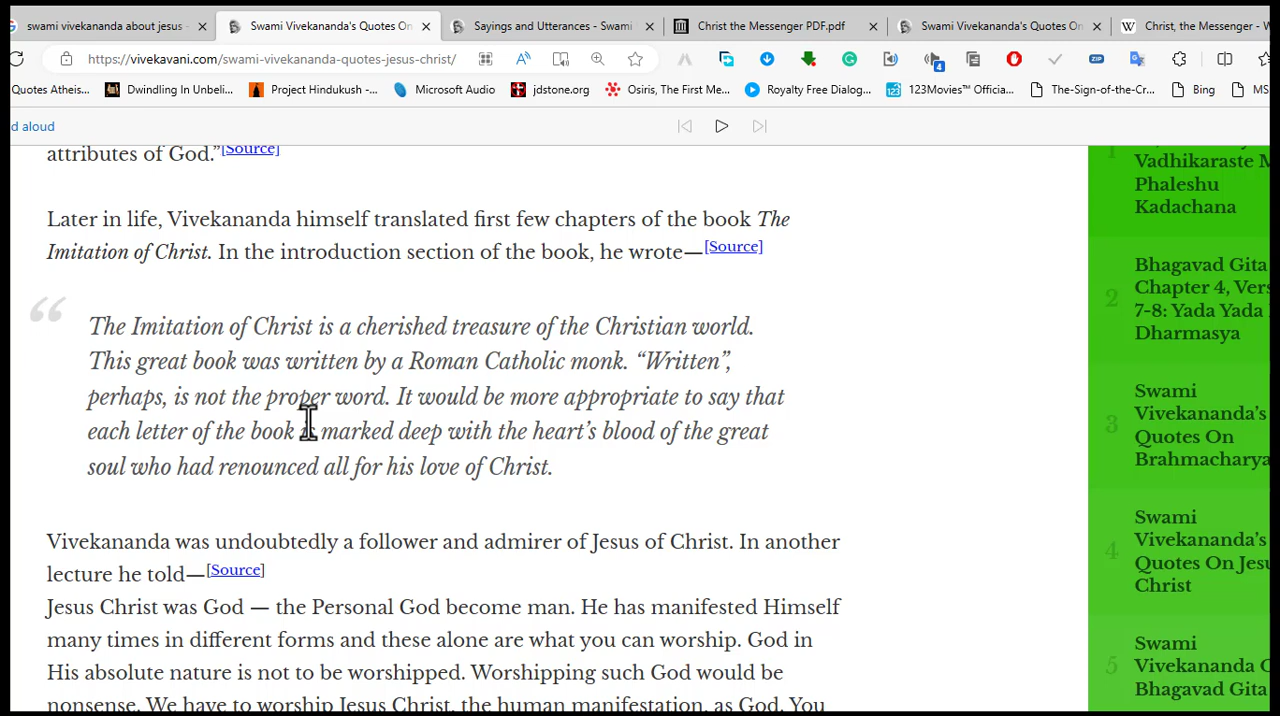 swami vivekananda about jesus -
Swami Vivekananda's Quotes On
Sayings and Utterances - Swami
Christ the Messenger PDF.pdf
Swami Vivekananda's Quotes On
Christ, the Messenger - W
https://vivekavani.com/swami-vivekananda-quotes-jesus-christ/
Quotes Atheis...
Dwindling In Unbeli...
Project Hindukush -...
Microsoft Audio
jdstone.org
Osiris, The First Me...
Royalty Free Dialog...
123Movies™ Officia...
The-Sign-of-the-Cr...
Bing
MS
d aloud
attributes of God.”[Source]
Later in life, Vivekananda himself translated first few chapters of the book The
Imitation of Christ. In the introduction section of the book, he wrote—[Source]
The Imitation of Christ is a cherished treasure of the Christian world.
This great book was written by a Roman Catholic monk. “Written”,
perhaps, is not the proper word. It would be more appropriate to say that
each letter of the book marked deep with the heart’s blood of the great
soul who had renounced all for his love of Christ.
Vivekananda was undoubtedly a follower and admirer of Jesus of Christ. In another
lecture he told—[Source]
Jesus Christ was God — the Personal God become man. He has manifested Himself
many times in different forms and these alone are what you can worship. God in
His absolute nature is not to be worshipped. Worshipping such God would be
nonsense. We have to worship Jesus Christ, the human manifestation, as God. You
1
Vadhikaraste M
Phaleshu
Kadachana
2
Bhagavad Gita
Chapter 4, Vers
7-8: Yada Yada
Dharmasya
3
Swami
Vivekananda’s
Quotes On
Brahmacharya
4
Swami
Vivekananda’s
Quotes On Jesu
Christ
5
Swami
Vivekananda O
Bhagavad Gita